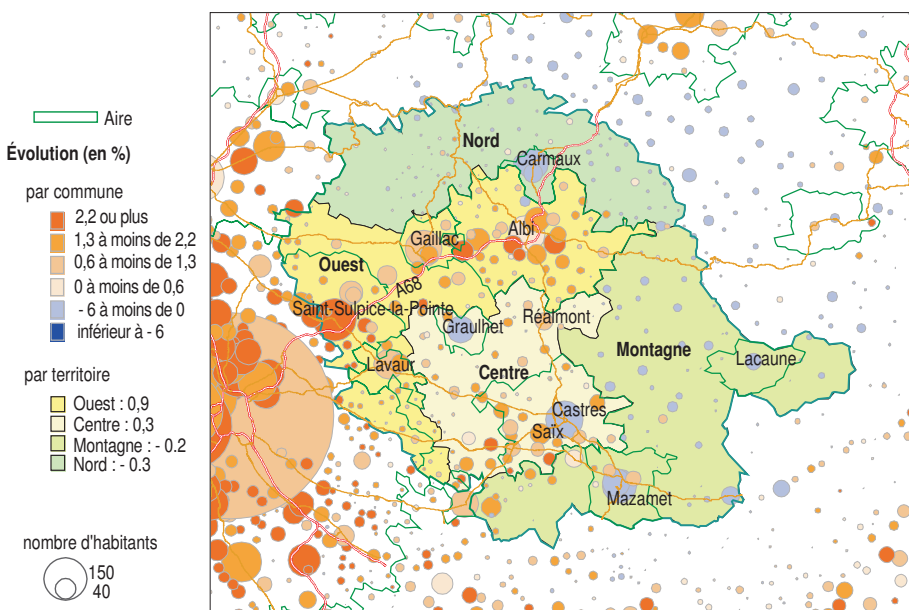 Aire
Évolution (en %)
par commune
2,2 ou plus
1,3 à moins de 2,2
0,6 à moins de 1,3
0 à moins de 0,6
- 6 à moins de 0
inférieur à - 6
par territoire
Ouest : 0,9
Centre : 0,3
Montagne : - 0.2
Nord : - 0.3
nombre d'habitants
150
40
Nord
Carmaux
Gaillac
Albi
Ouest
A68
Saint-Sulpice-la-Pointe
Graulhet
Réalmont
Montagne
Lacaune
Lavaur
Centre
Castres
Saïx
Mazamet